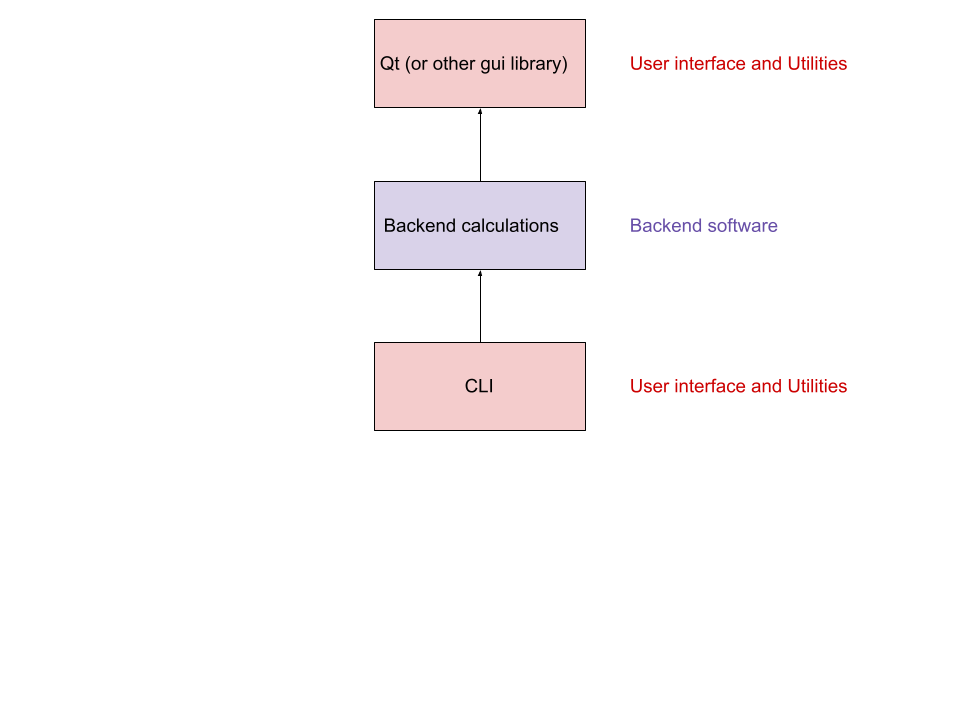 Qt (or other gui library)
User interface and Utilities
Backend calculations
Backend software
CLI
User interface and Utilities